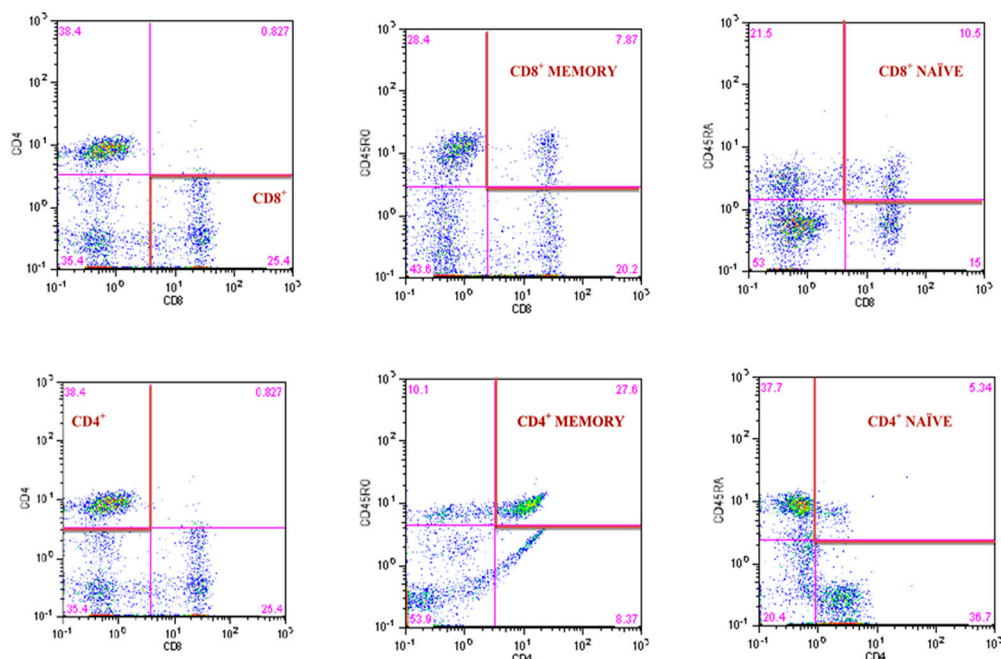 38.4 0.827
CD8⁺
35.4 25.4
CD4
10³
10²
10¹
10⁰
10⁻¹
10⁻¹ 10⁰ 10¹ 10² 10³
CD8
28.4 7.87
CD8⁺ MEMORY
43.6 20.2
CD45RO
10³
10²
10¹
10⁰
10⁻¹
10⁻¹ 10⁰ 10¹ 10² 10³
CD8
21.5 10.5
CD8⁺ NAÏVE
53 15
CD45RA
10³
10²
10¹
10⁰
10⁻¹
10⁻¹ 10⁰ 10¹ 10² 10³
CD8
38.4 0.827
CD4⁺
35.4 25.4
CD4
10³
10²
10¹
10⁰
10⁻¹
10⁻¹ 10⁰ 10¹ 10² 10³
CD8
10.1 27.6
CD4⁺ MEMORY
53.9 8.37
CD45RO
10³
10²
10¹
10⁰
10⁻¹
10⁻¹ 10⁰ 10¹ 10² 10³
CD4
37.7 5.34
CD4⁺ NAÏVE
20.4 36.7
CD45RA
10³
10²
10¹
10⁰
10⁻¹
10⁻¹ 10⁰ 10¹ 10² 10³
CD4